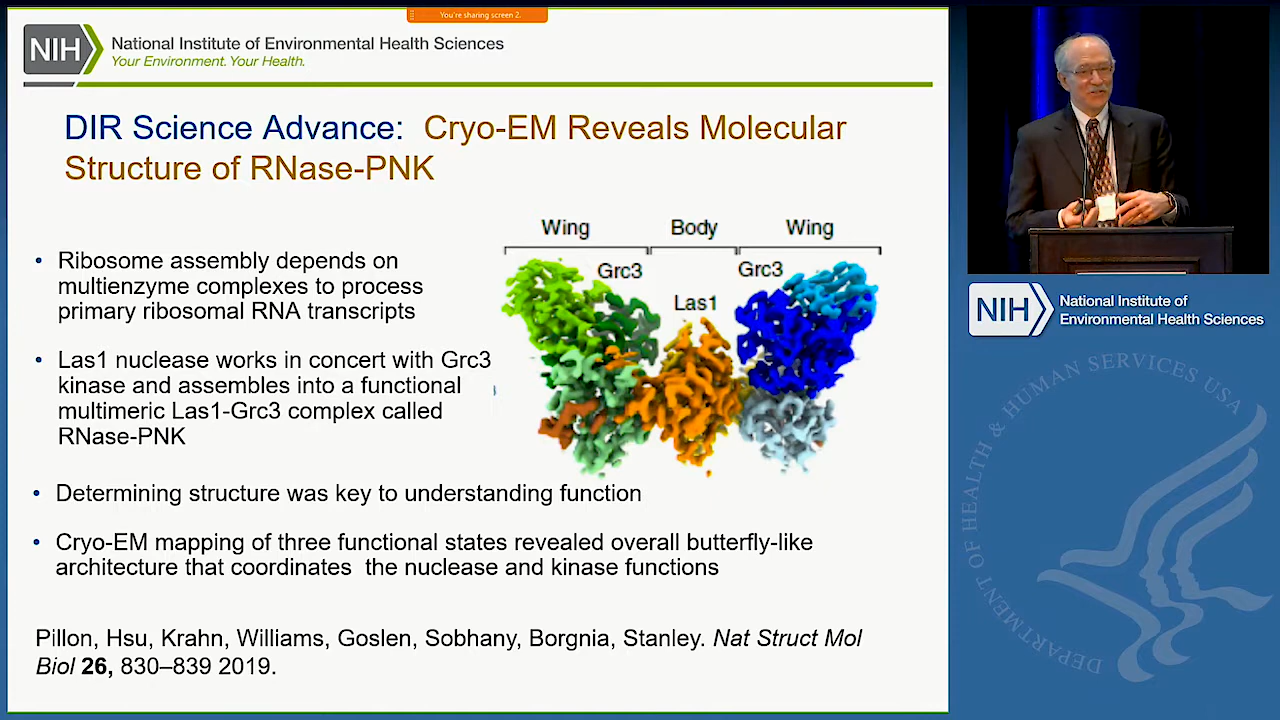 You're sharing screen 2.
NIH
National Institute of Environmental Health Sciences
Your Environment. Your Health.
DIR Science Advance: Cryo-EM Reveals Molecular
Structure of RNase-PNK
• Ribosome assembly depends on
multienzyme complexes to process
primary ribosomal RNA transcripts
• Las1 nuclease works in concert with Grc3
kinase and assembles into a functional
multimeric Las1-Grc3 complex called
RNase-PNK
Wing
Body
Wing
Grc3
Grc3
Las1
• Determining structure was key to understanding function
• Cryo-EM mapping of three functional states revealed overall butterfly-like
architecture that coordinates the nuclease and kinase functions
Pillon, Hsu, Krahn, Williams, Goslen, Sobhany, Borgnia, Stanley. Nat Struct Mol
Biol 26, 830–839 2019.
NIH
National Institute of
Environmental Health Sciences
DEPARTMENT OF HEALTH & HUMAN SERVICES USA